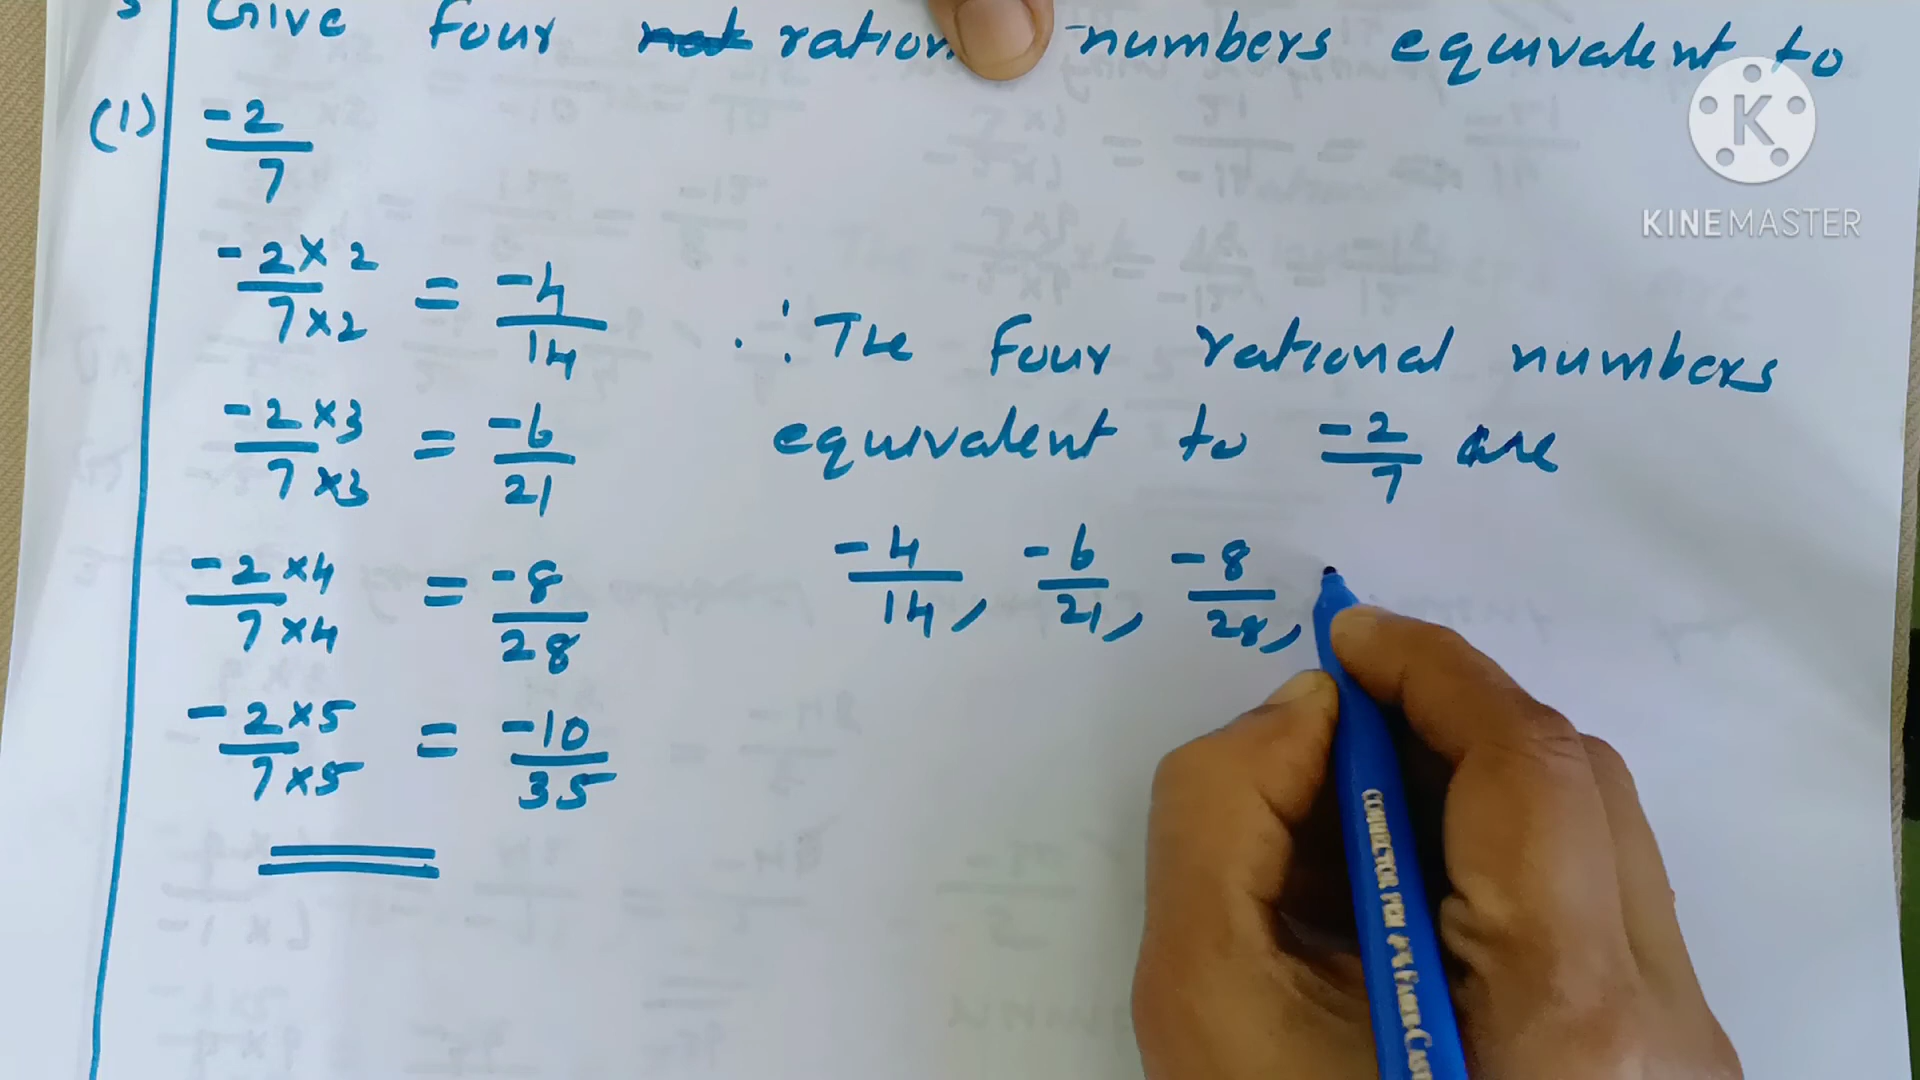 Give four rational numbers equivalent to
(1) -2/7
-2×2/7×2 = -4/14
-2×3/7×3 = -6/21
-2×4/7×4 = -8/28
-2×5/7×5 = -10/35
∴ The four rational numbers
equivalent to -2/7 are
-4/14, -6/21, -8/28,
K
KINEMASTER
CONNECTOR PEN